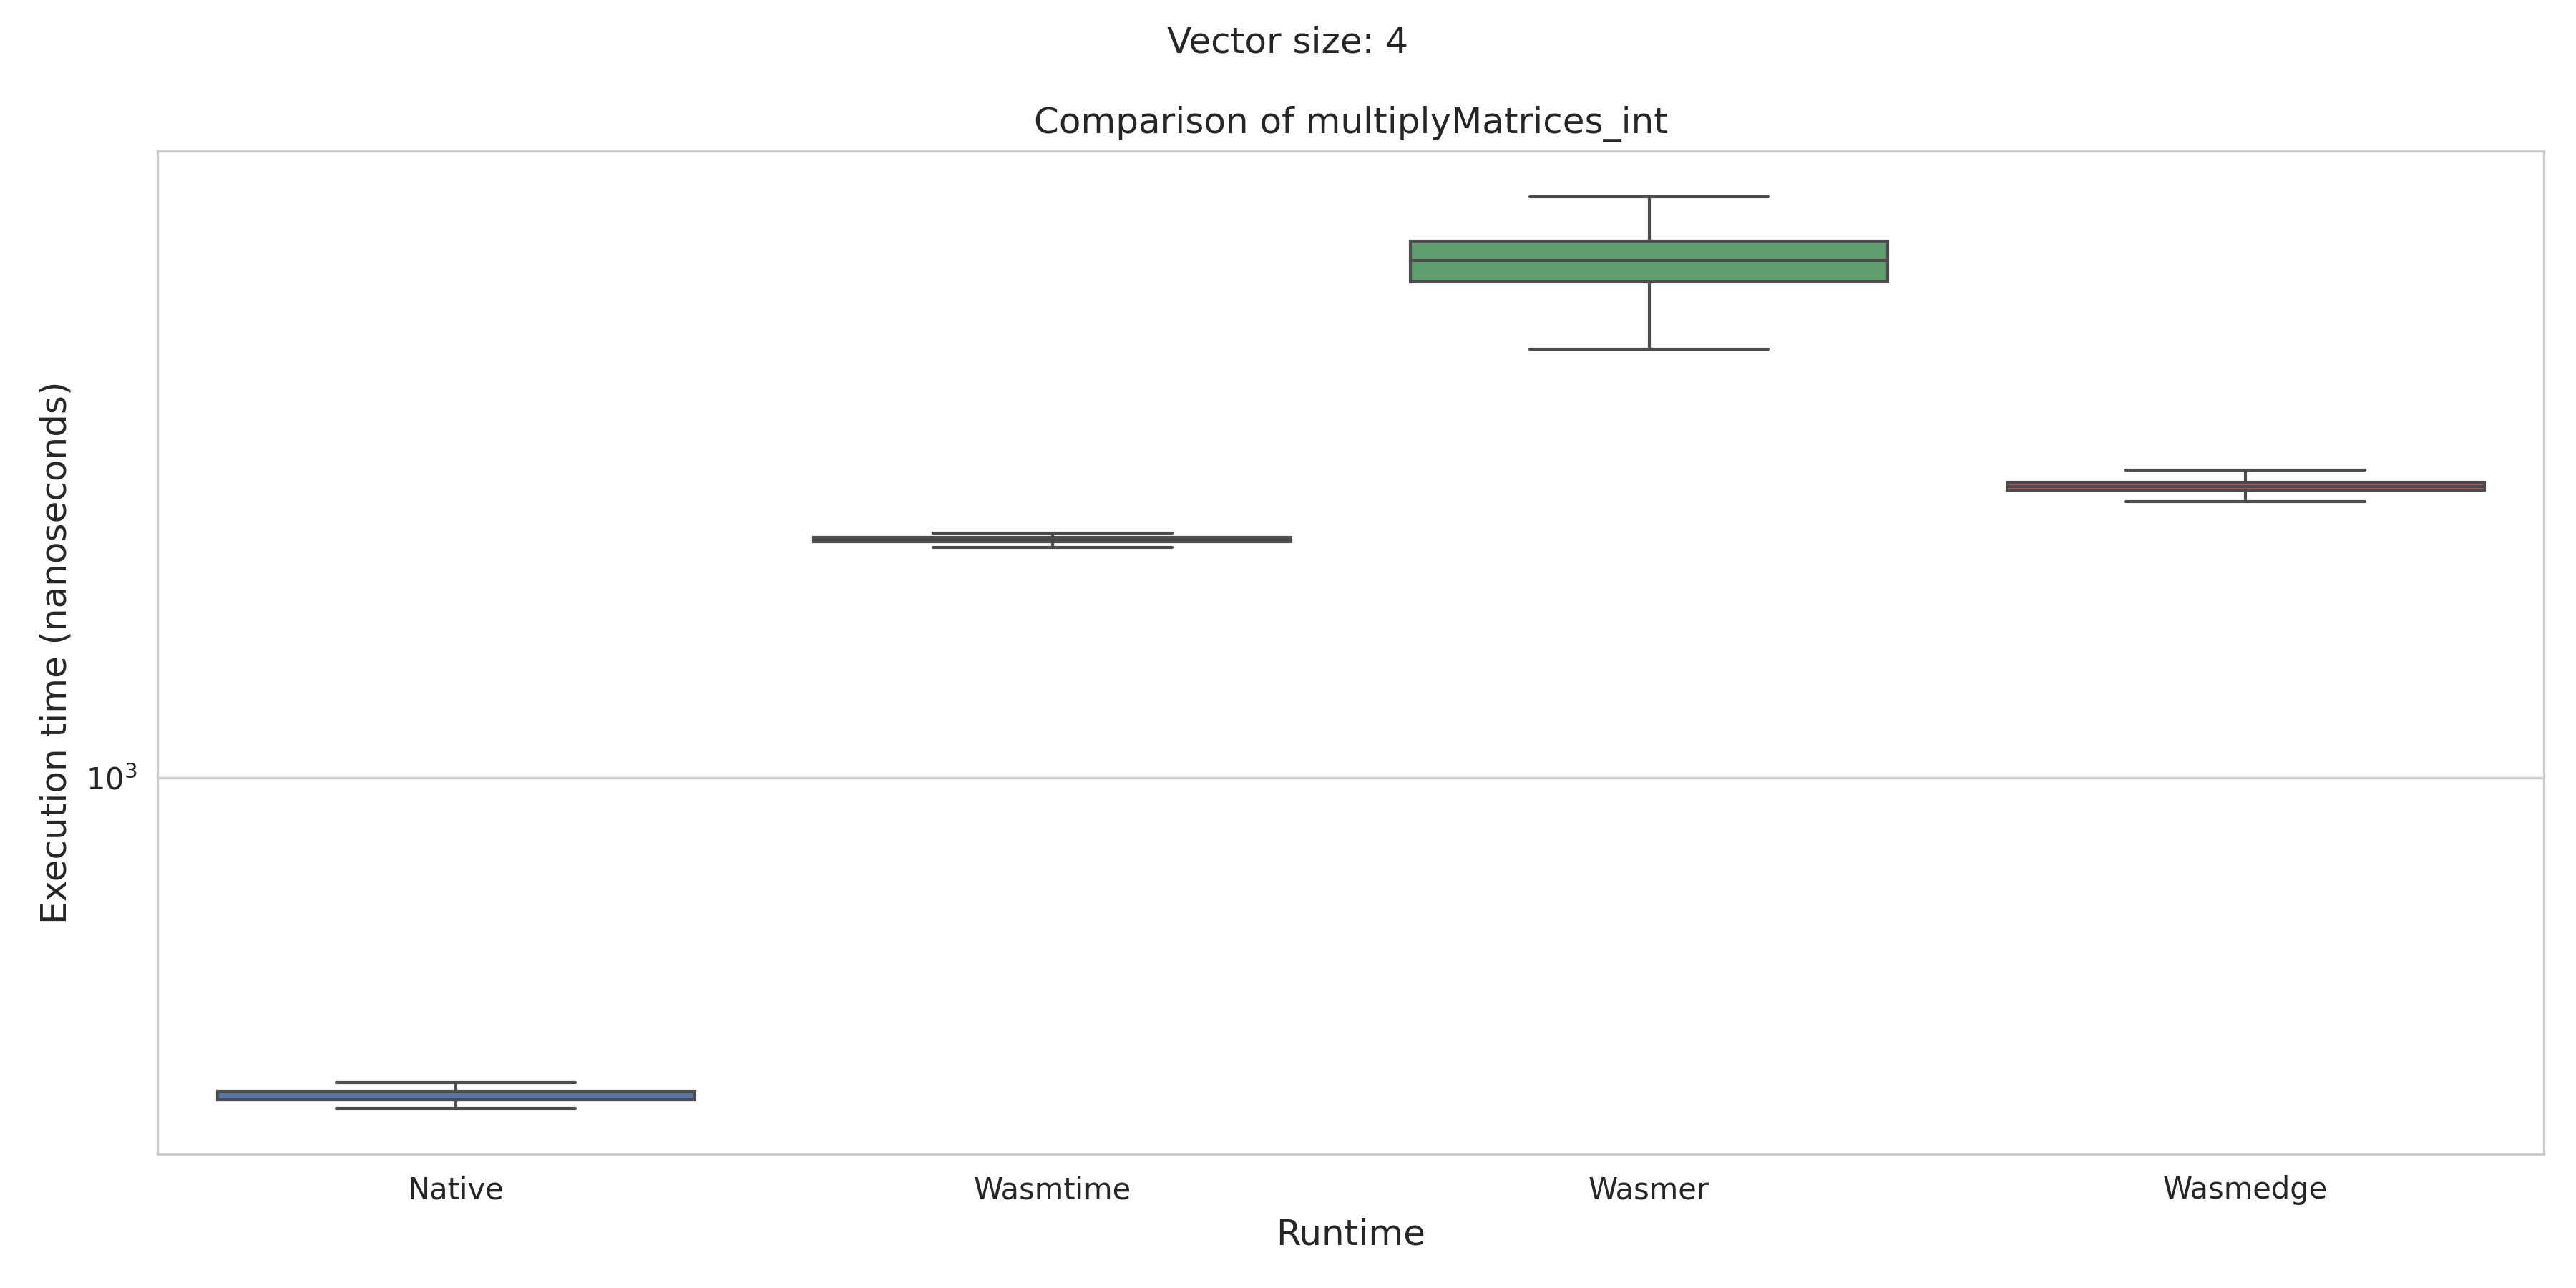 Vector size: 4
Comparison of multiplyMatrices_int
Execution time (nanoseconds)
10³
Native
Wasmtime
Wasmer
Wasmedge
Runtime